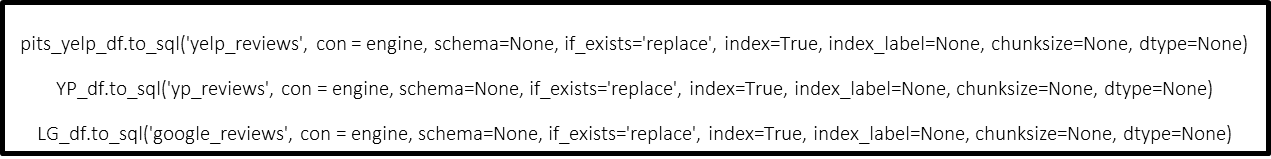 pits_yelp_df.to_sql('yelp_reviews', con = engine, schema=None, if_exists='replace', index=True, index_label=None, chunksize=None, dtype=None)
YP_df.to_sql('yp_reviews', con = engine, schema=None, if_exists='replace', index=True, index_label=None, chunksize=None, dtype=None)
LG_df.to_sql('google_reviews', con = engine, schema=None, if_exists='replace', index=True, index_label=None, chunksize=None, dtype=None)